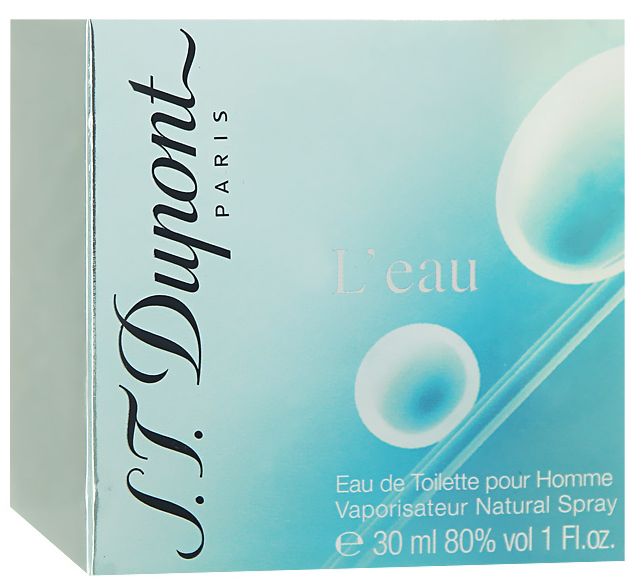 S.T. Dupont
PARIS
L'eau
Eau de Toilette pour Homme
Vaporisateur Natural Spray
℮ 30 ml 80% vol 1 Fl.oz.